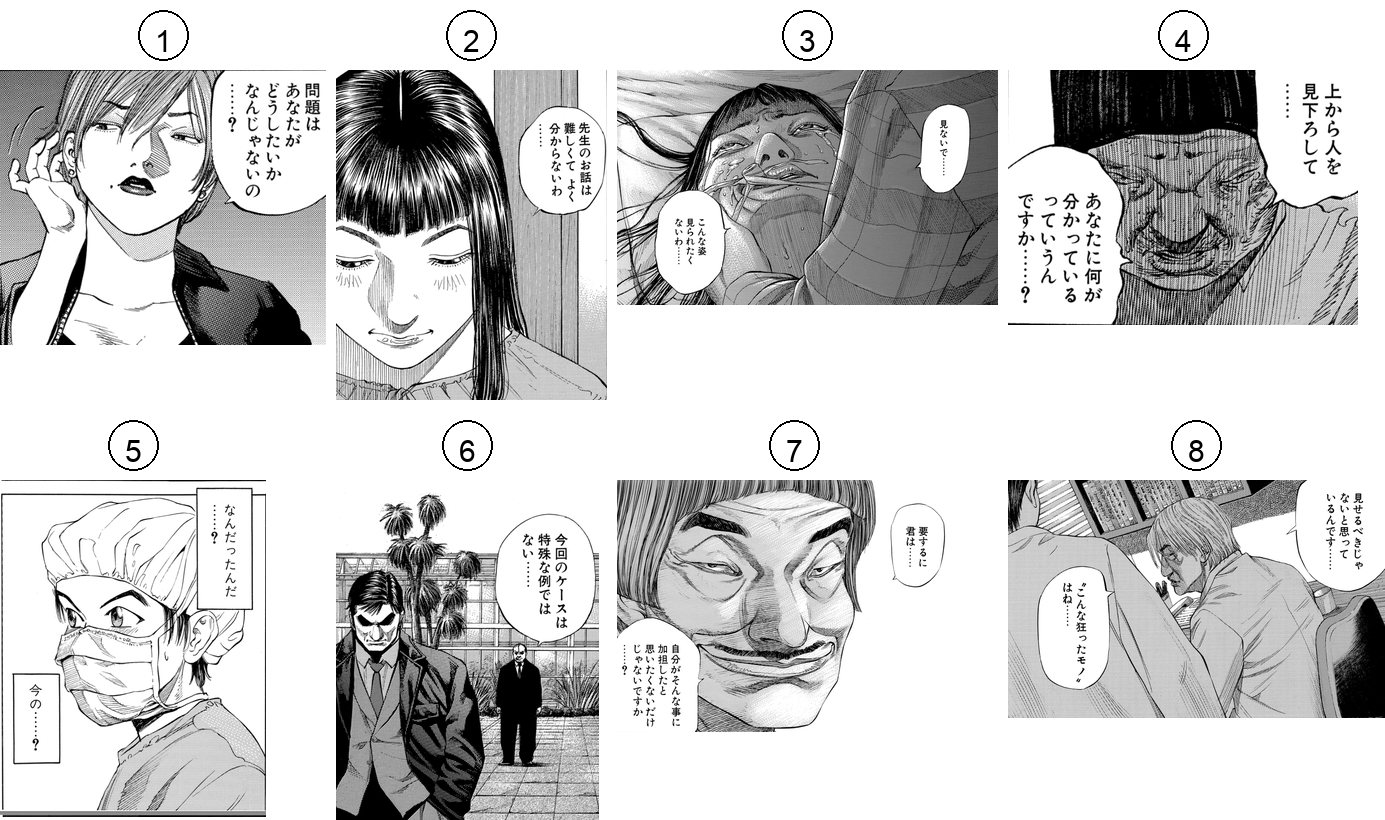 1
問題は
あなたが
どうしたいか
なんじゃないの
……?
2
先生のお話は
難しくて よく
分からないわ
……
3
見ないで……
こんな姿
見られたく
ないわ……
4
上から人を
見下ろして
……
あなたに何が
分かっている
っていうん
ですか……?
5
なんだったんだ
……?
今の……?
6
今回のケースは
特殊な例では
ない……
7
要するに
君は……
自分がそんな事に
加担したと
思いたくないだけ
じゃないですか
……?
8
見せるべきじゃ
ないと思って
いるんです……
〝こんな狂ったモノ〟
はね……